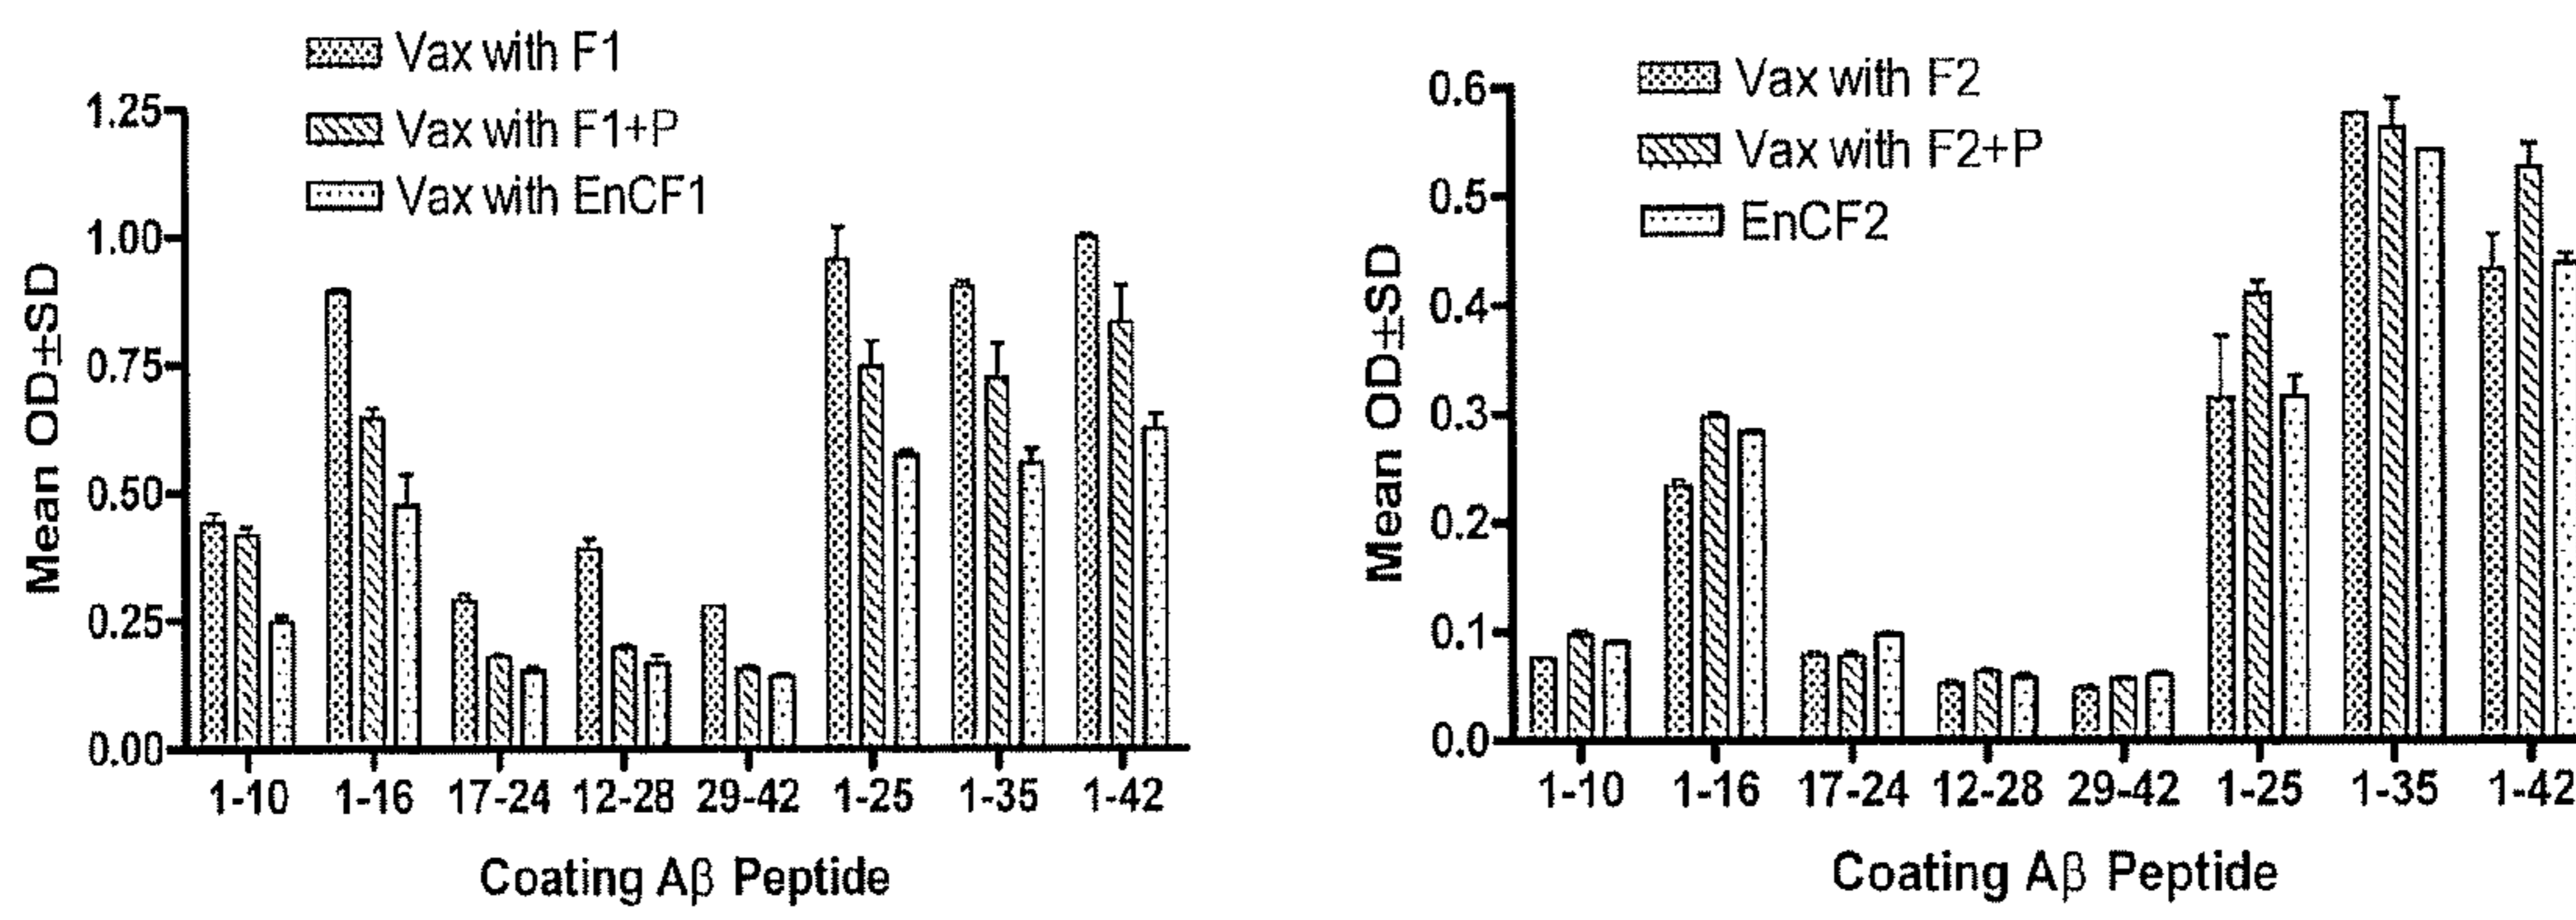 Vax with F1
Vax with F1+P
Vax with EnCF1
1.25
1.00
0.75
0.50
0.25
0.00
Mean OD±SD
1-10 1-16 17-24 12-28 29-42 1-25 1-35 1-42
Coating Aβ Peptide
Vax with F2
Vax with F2+P
EnCF2
0.6
0.5
0.4
0.3
0.2
0.1
0.0
Mean OD±SD
1-10 1-16 17-24 12-28 29-42 1-25 1-35 1-42
Coating Aβ Peptide